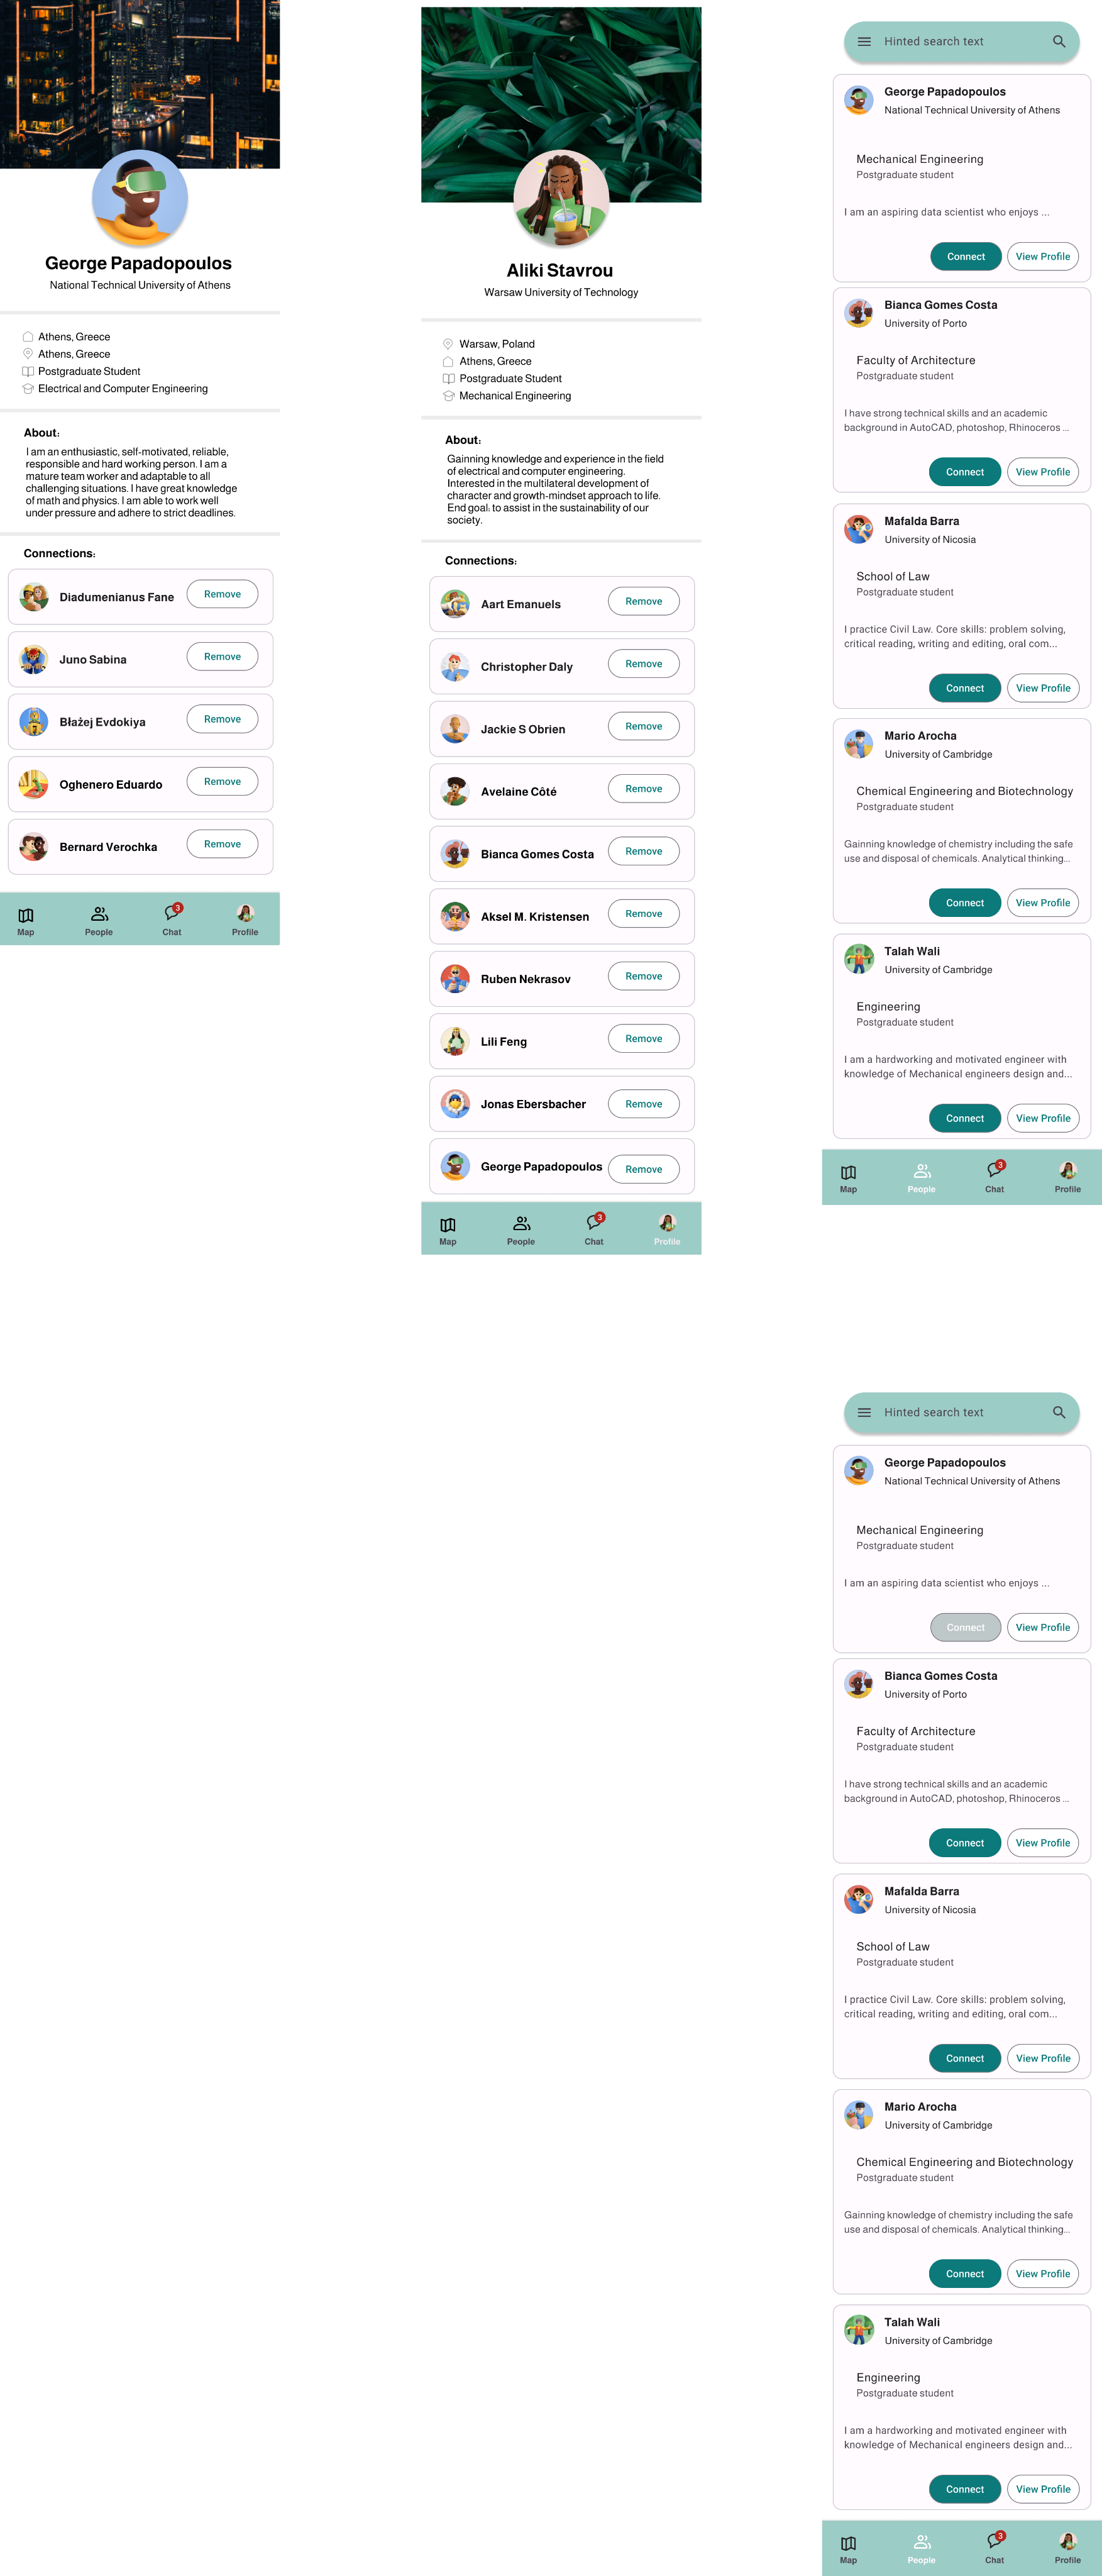 George Papadopoulos
National Technical University of Athens
Athens, Greece
Athens, Greece
Postgraduate Student
Electrical and Computer Engineering
About:
I am an enthusiastic, self-motivated, reliable,
responsible and hard working person. I am a
mature team worker and adaptable to all
challenging situations. I have great knowledge
of math and physics. I am able to work well
under pressure and adhere to strict deadlines.
Connections:
Diadumenianus Fane Remove
Juno Sabina Remove
Błażej Evdokiya Remove
Oghenero Eduardo Remove
Bernard Verochka Remove
3
Map People Chat Profile
Aliki Stavrou
Warsaw University of Technology
Warsaw, Poland
Athens, Greece
Postgraduate Student
Mechanical Engineering
About:
Gainning knowledge and experience in the field
of electrical and computer engineering.
Interested in the multilateral development of
character and growth-mindset approach to life.
End goal: to assist in the sustainability of our
society.
Connections:
Aart Emanuels Remove
Christopher Daly Remove
Jackie S Obrien Remove
Avelaine Côté Remove
Bianca Gomes Costa Remove
Aksel M. Kristensen Remove
Ruben Nekrasov Remove
Lili Feng Remove
Jonas Ebersbacher Remove
George Papadopoulos Remove
3
Map People Chat Profile
Hinted search text
George Papadopoulos
National Technical University of Athens
Mechanical Engineering
Postgraduate student
I am an aspiring data scientist who enjoys ...
Connect View Profile
Bianca Gomes Costa
University of Porto
Faculty of Architecture
Postgraduate student
I have strong technical skills and an academic
background in AutoCAD, photoshop, Rhinoceros ...
Connect View Profile
Mafalda Barra
University of Nicosia
School of Law
Postgraduate student
I practice Civil Law. Core skills: problem solving,
critical reading, writing and editing, oral com...
Connect View Profile
Mario Arocha
University of Cambridge
Chemical Engineering and Biotechnology
Postgraduate student
Gainning knowledge of chemistry including the safe
use and disposal of chemicals. Analytical thinking...
Connect View Profile
Talah Wali
University of Cambridge
Engineering
Postgraduate student
I am a hardworking and motivated engineer with
knowledge of Mechanical engineers design and...
Connect View Profile
3
Map People Chat Profile
Hinted search text
George Papadopoulos
National Technical University of Athens
Mechanical Engineering
Postgraduate student
I am an aspiring data scientist who enjoys ...
Connect View Profile
Bianca Gomes Costa
University of Porto
Faculty of Architecture
Postgraduate student
I have strong technical skills and an academic
background in AutoCAD, photoshop, Rhinoceros ...
Connect View Profile
Mafalda Barra
University of Nicosia
School of Law
Postgraduate student
I practice Civil Law. Core skills: problem solving,
critical reading, writing and editing, oral com...
Connect View Profile
Mario Arocha
University of Cambridge
Chemical Engineering and Biotechnology
Postgraduate student
Gainning knowledge of chemistry including the safe
use and disposal of chemicals. Analytical thinking...
Connect View Profile
Talah Wali
University of Cambridge
Engineering
Postgraduate student
I am a hardworking and motivated engineer with
knowledge of Mechanical engineers design and...
Connect View Profile
3
Map People Chat Profile